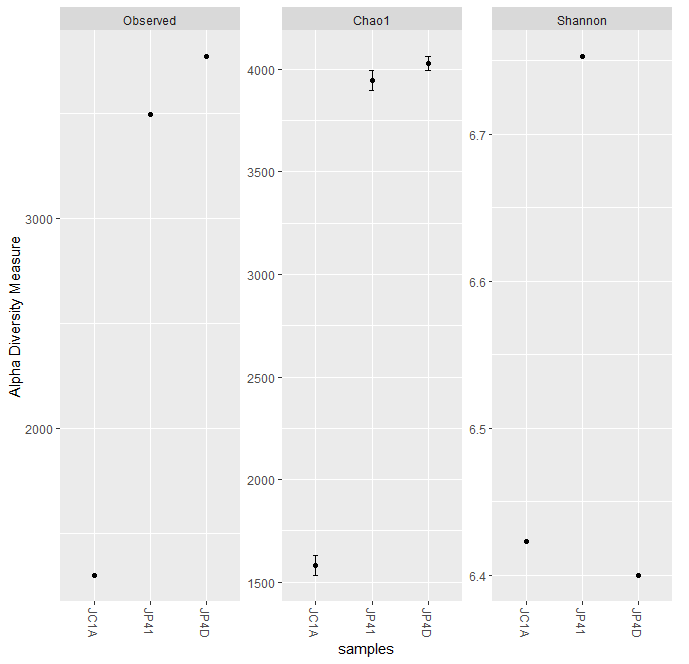 Observed
Chao1
Shannon
Alpha Diversity Measure
3000
2000
4000
3500
3000
2500
2000
1500
6.7
6.6
6.5
6.4
JC1A
JP41
JP4D
JC1A
JP41
JP4D
JC1A
JP41
JP4D
samples